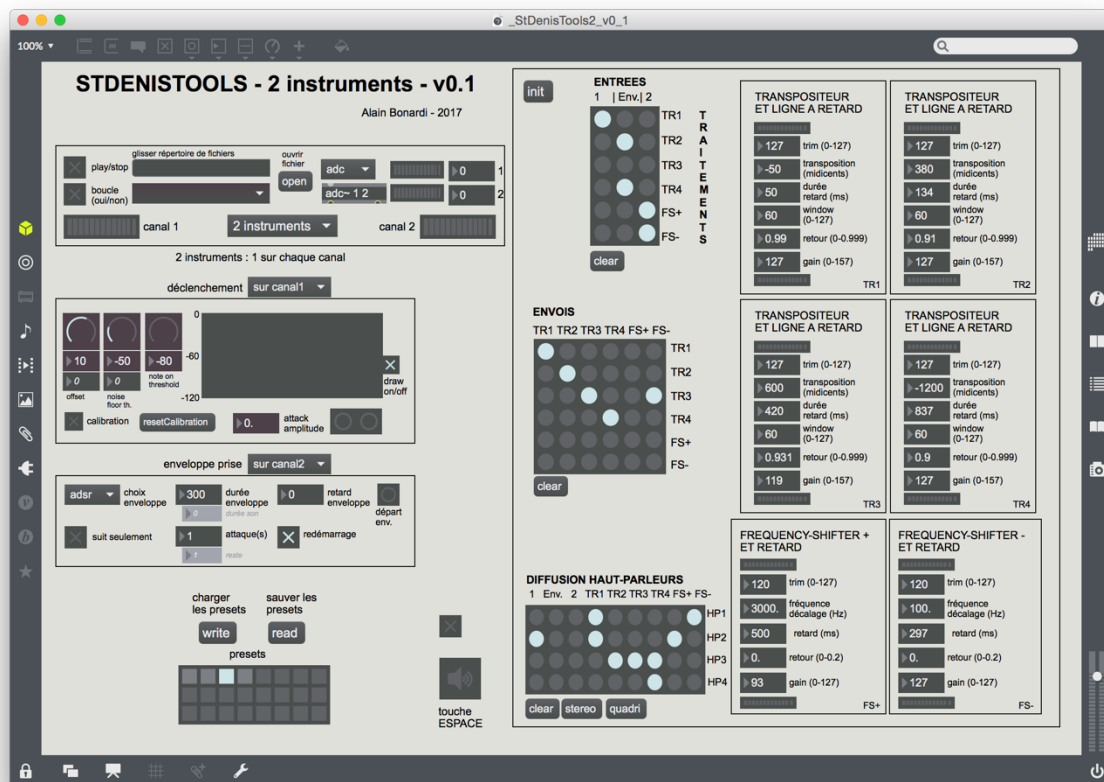 _StDenisTools2_v0_1
100%
STDENISTOOLS - 2 instruments - v0.1
Alain Bonardi - 2017
play/stop
glisser répertoire de fichiers
ouvrir
fichier
open
adc
0
1
boucle
(oui/non)
adc~ 1 2
0
2
canal 1
2 instruments
canal 2
2 instruments : 1 sur chaque canal
déclenchement
sur canal1
10
-50
-80
0
0
offset
noise
floor th.
note on
threshold
0
-60
-120
draw
on/off
calibration
resetCalibration
0.
attack
amplitude
enveloppe prise
sur canal2
adsr
choix
enveloppe
300
durée
enveloppe
0
durée son
0
retard
enveloppe
départ
env.
suit seulement
1
attaque(s)
1
reste
redémarrage
charger
les presets
write
sauver les
presets
read
presets
touche
ESPACE
init
ENTREES
1 | Env.| 2
TR1
TR2
TR3
TR4
FS+
FS-
TRAITEMENTS
clear
ENVOIS
TR1 TR2 TR3 TR4 FS+ FS-
TR1
TR2
TR3
TR4
FS+
FS-
clear
DIFFUSION HAUT-PARLEURS
1 Env. 2 TR1 TR2 TR3 TR4 FS+ FS-
HP1
HP2
HP3
HP4
clear
stereo
quadri
TRANSPOSITEUR
ET LIGNE A RETARD
127 trim (0-127)
-50 transposition
(midicents)
50 durée
retard (ms)
60 window
(0-127)
0.99 retour (0-0.999)
127 gain (0-157)
TR1
TRANSPOSITEUR
ET LIGNE A RETARD
127 trim (0-127)
380 transposition
(midicents)
134 durée
retard (ms)
60 window
(0-127)
0.91 retour (0-0.999)
127 gain (0-157)
TR2
TRANSPOSITEUR
ET LIGNE A RETARD
127 trim (0-127)
600 transposition
(midicents)
420 durée
retard (ms)
60 window
(0-127)
0.931 retour (0-0.999)
119 gain (0-157)
TR3
TRANSPOSITEUR
ET LIGNE A RETARD
127 trim (0-127)
-1200 transposition
(midicents)
837 durée
retard (ms)
60 window
(0-127)
0.9 retour (0-0.999)
127 gain (0-157)
TR4
FREQUENCY-SHIFTER +
ET RETARD
120 trim (0-127)
3000. fréquence
décalage (Hz)
500 retard (ms)
0. retour (0-0.2)
93 gain (0-127)
FS+
FREQUENCY-SHIFTER -
ET RETARD
120 trim (0-127)
100. fréquence
décalage (Hz)
297 retard (ms)
0. retour (0-0.2)
127 gain (0-127)
FS-